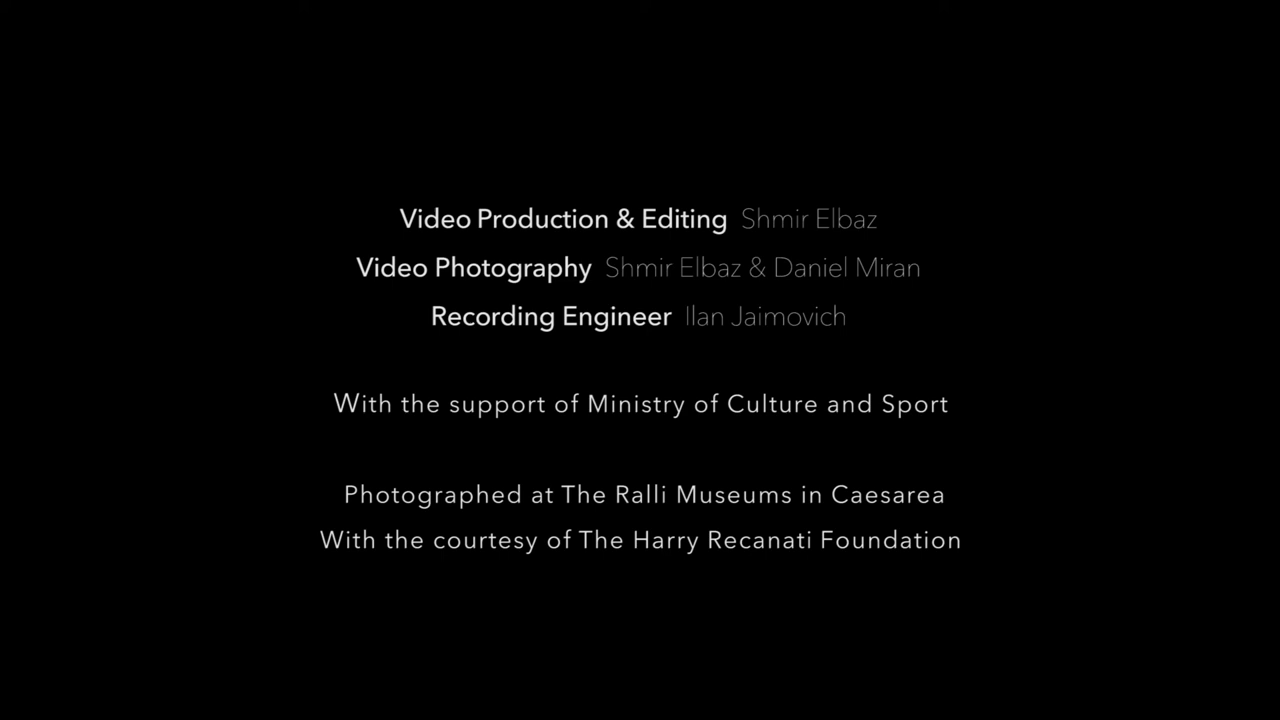 Video Production & Editing Shmir Elbaz
Video Photography Shmir Elbaz & Daniel Miran
Recording Engineer Ilan Jaimovich
With the support of Ministry of Culture and Sport
Photographed at The Ralli Museums in Caesarea
With the courtesy of The Harry Recanati Foundation